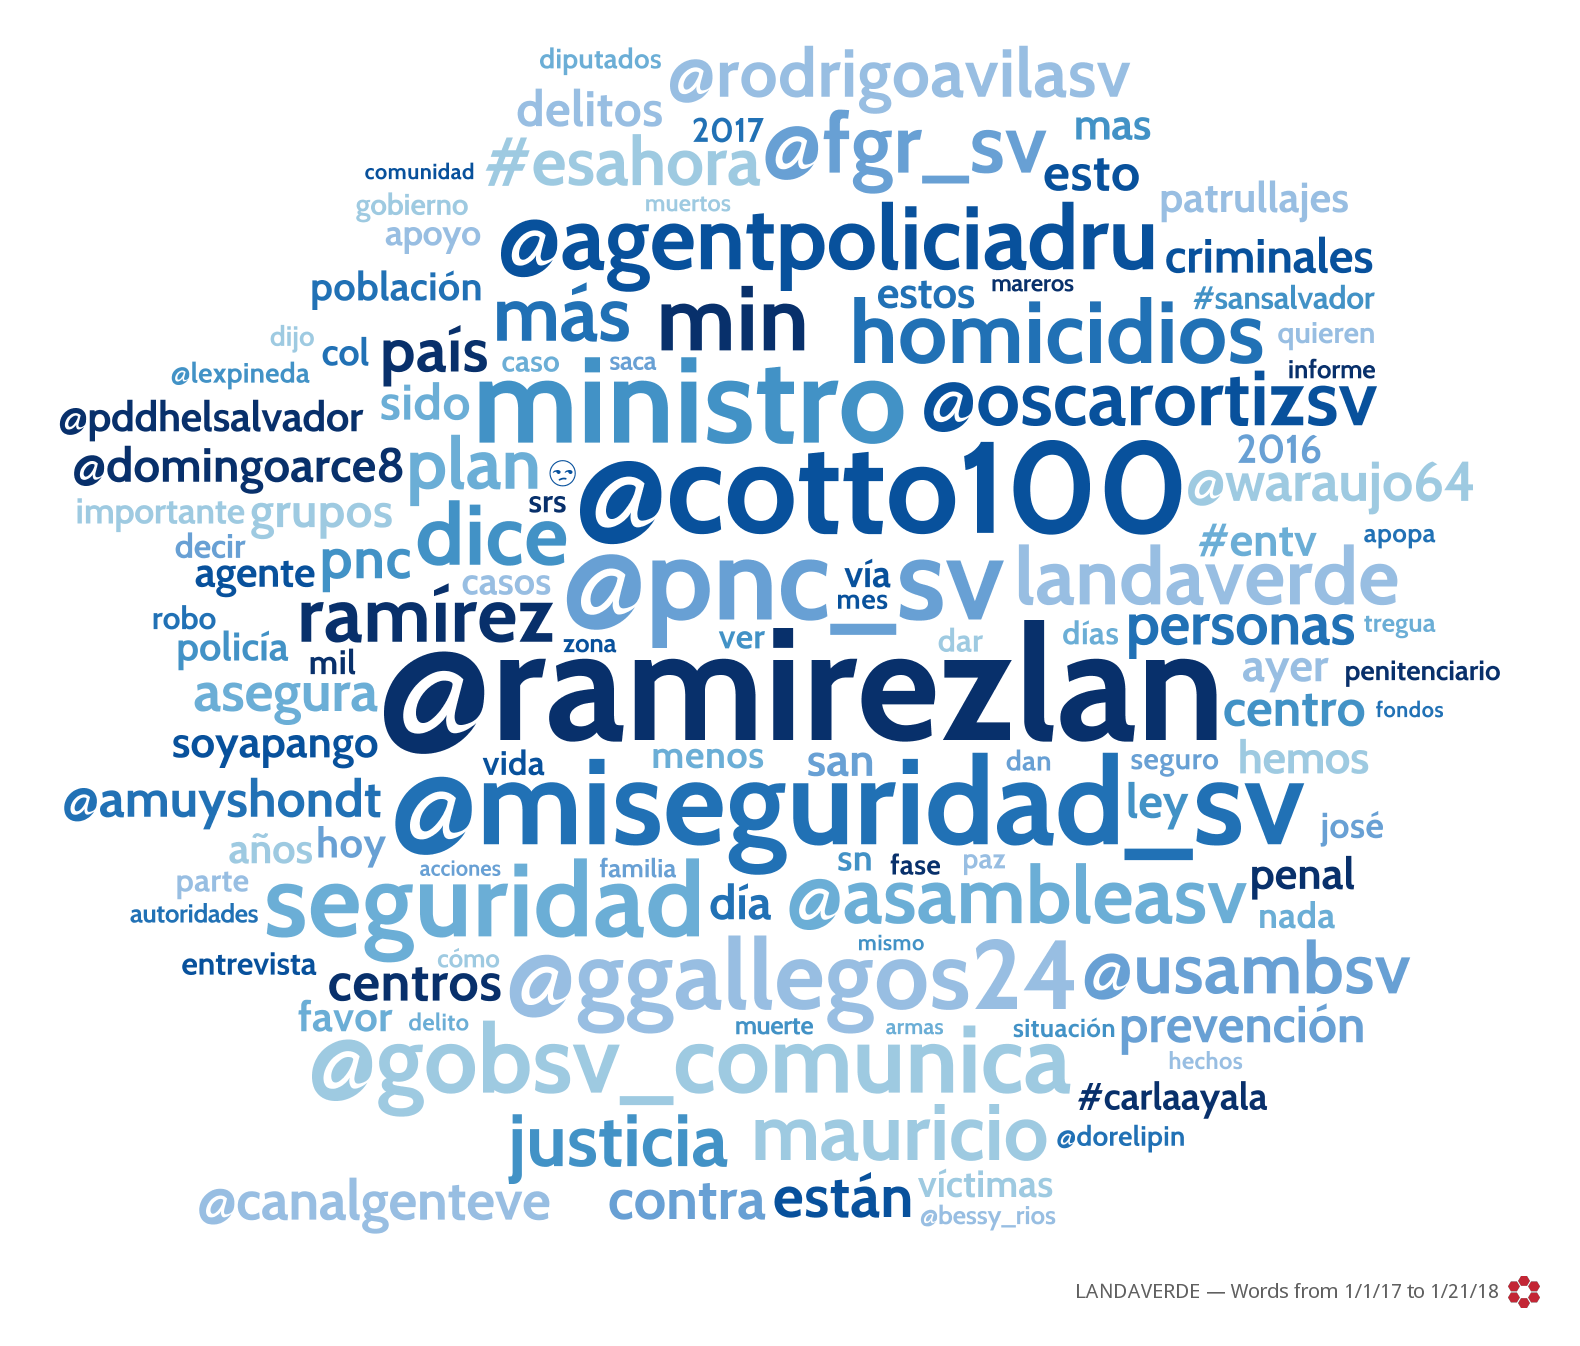 diputados @rodrigoavilasv
delitos
2017 @fgr_sv mas
#esahora
comunidad esto
gobierno muertos patrullajes
apoyo @agentpoliciadru criminales
población más min estos mareros #sansalvador
homicidios quieren
dijo col país caso saca informe
@lexpineda sido ministro @oscarortizsv
@pddhelsalvador
@domingoarce8 plan @cotto100 2016
srs @waraujo64
importante grupos dice #entv apopa
decir pnc
agente casos @pnc_sv vía landaverde
mes
robo ramírez zona ver dar días personas tregua
policía mil @ramirezlan ayer penitenciario
asegura centro fondos
soyapango vida menos san dan seguro hemos
@amuyshondt @miseguridad_sv ley
años hoy josé
parte acciones familia sn fase paz penal
autoridades seguridad día @asambleasv nada
entrevista cómo mismo
centros @ggallegos24 @usambsv
favor delito muerte armas situación prevención
@gobsv_comunica hechos
#carlaayala
justicia mauricio @dorelipin
@canalgenteve contra están víctimas
@bessy_rios
LANDAVERDE — Words from 1/1/17 to 1/21/18